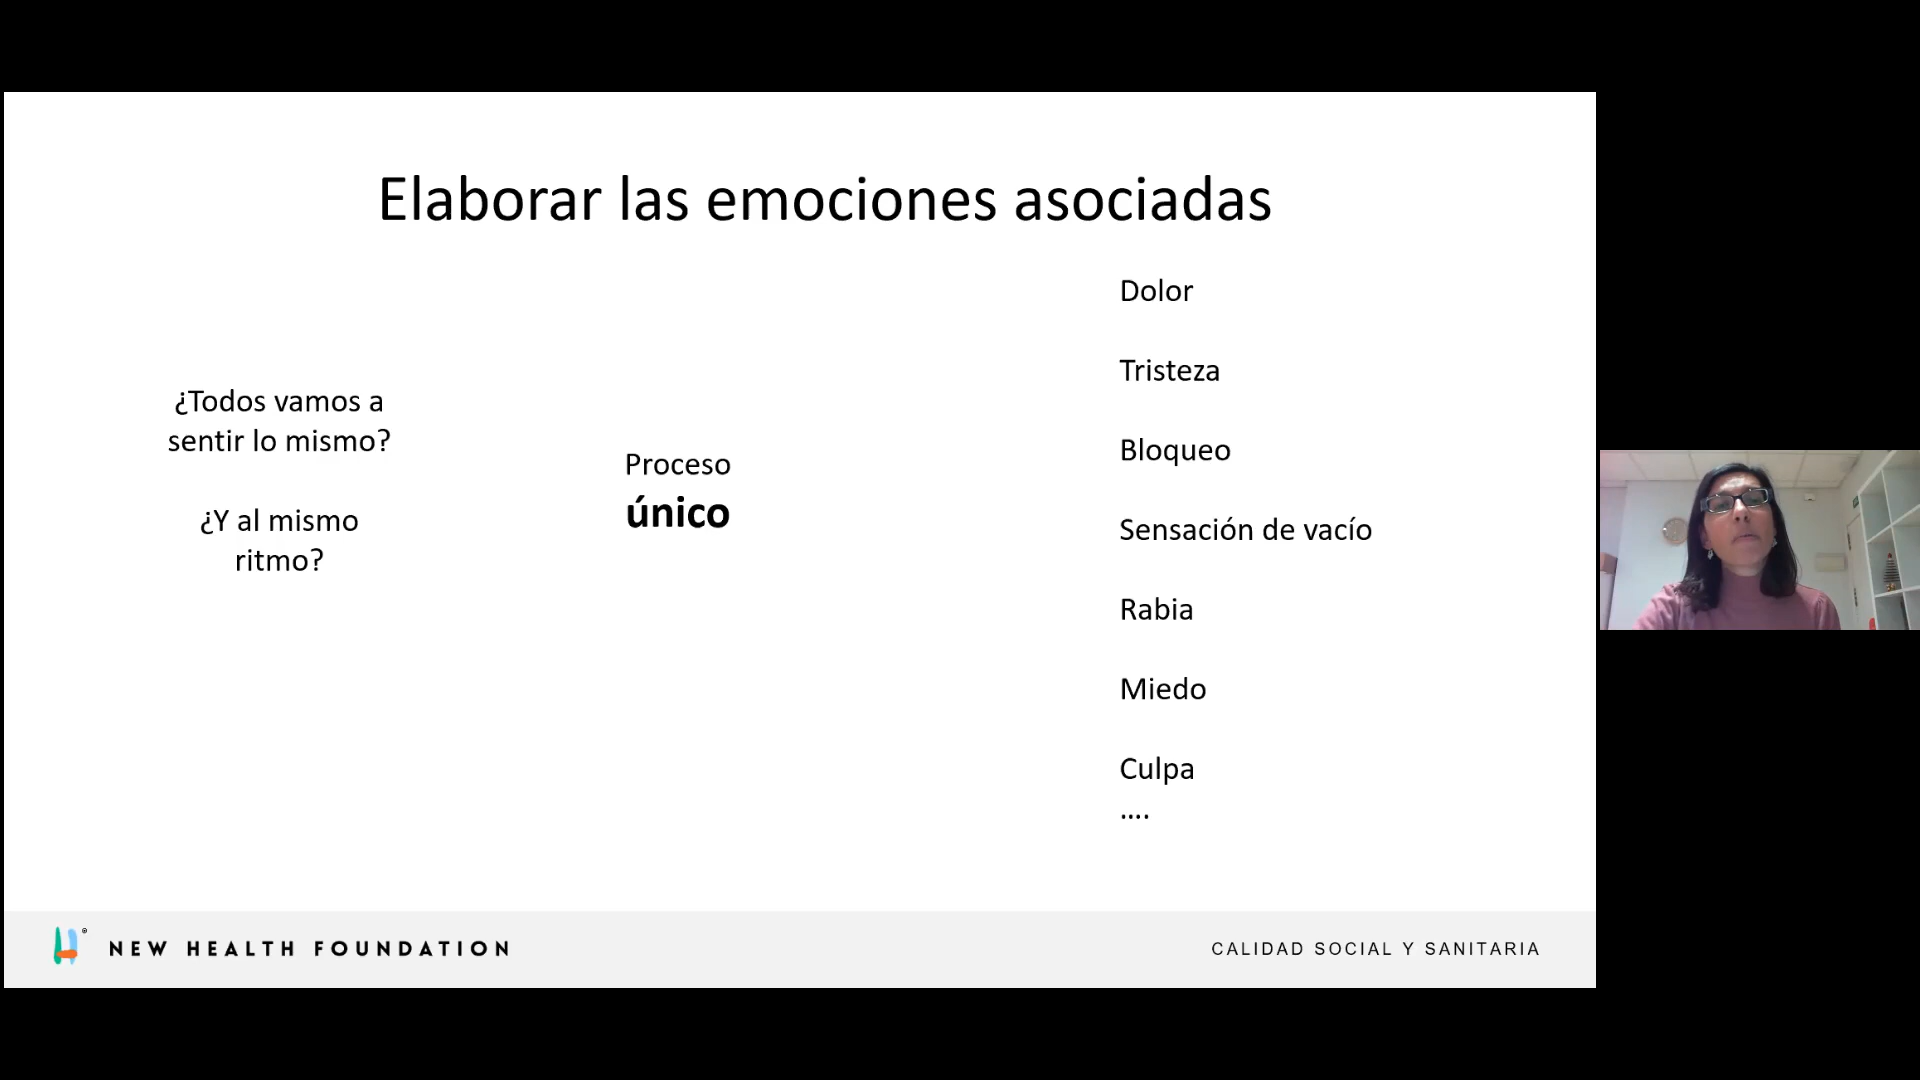 Elaborar las emociones asociadas
¿Todos vamos a
sentir lo mismo?
¿Y al mismo
ritmo?
Proceso
único
Dolor
Tristeza
Bloqueo
Sensación de vacío
Rabia
Miedo
Culpa
....
NEW HEALTH FOUNDATION
CALIDAD SOCIAL Y SANITARIA